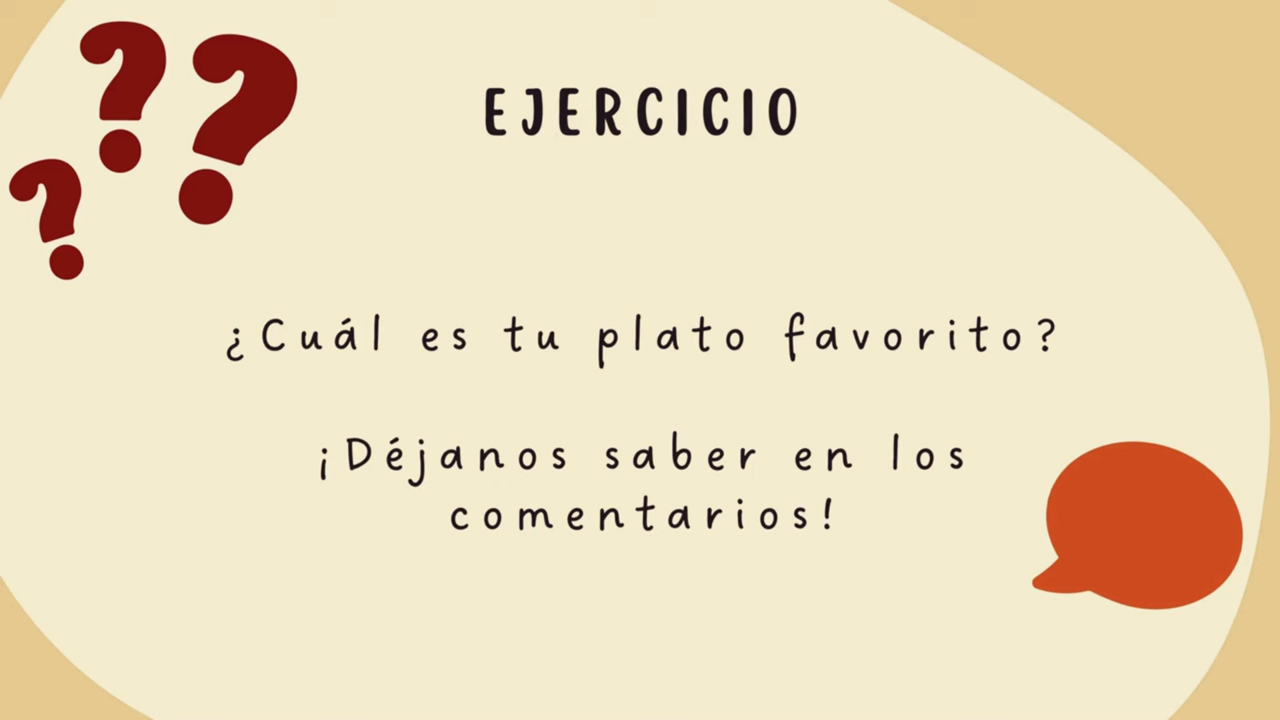 EJERCICIO
¿Cuál es tu plato favorito?
¡Déjanos saber en los
comentarios!